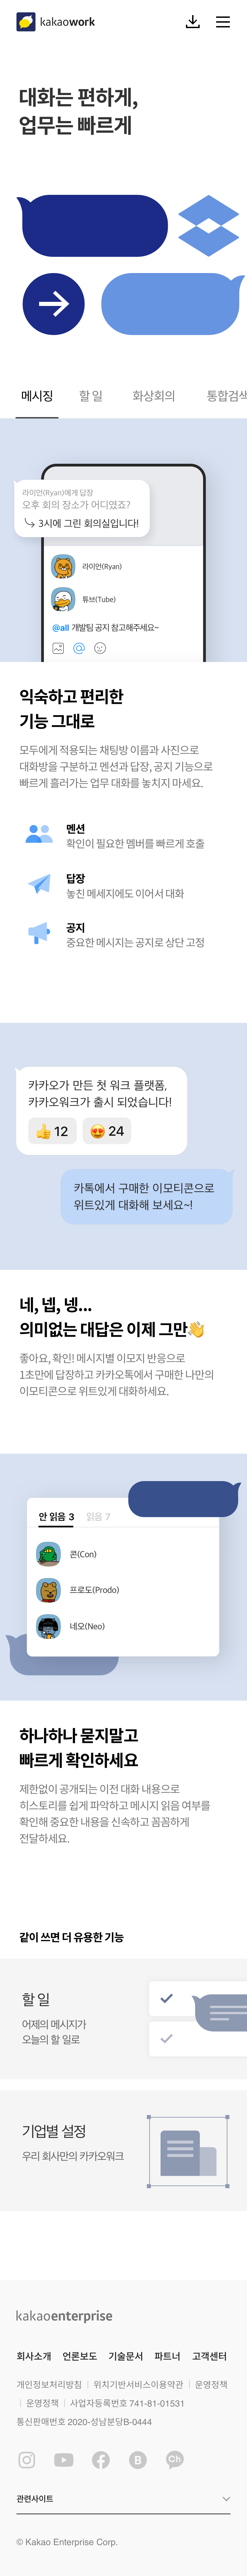 kakaowork
대화는 편하게,
업무는 빠르게
메시징 할 일 화상회의 통합검색
라이언(Ryan)에게 답장
오후 회의 장소가 어디였죠?
3시에 그린 회의실입니다!
라이언(Ryan)
튜브(Tube)
@all 개발팀 공지 참고해주세요~
익숙하고 편리한
기능 그대로
모두에게 적용되는 채팅방 이름과 사진으로
대화방을 구분하고 멘션과 답장, 공지 기능으로
빠르게 흘러가는 업무 대화를 놓치지 마세요.
멘션
확인이 필요한 멤버를 빠르게 호출
답장
놓친 메세지에도 이어서 대화
공지
중요한 메시지는 공지로 상단 고정
카카오가 만든 첫 워크 플랫폼,
카카오워크가 출시 되었습니다!
👍 12 😍 24
카톡에서 구매한 이모티콘으로
위트있게 대화해 보세요~!
네, 넵, 넹...
의미없는 대답은 이제 그만👋
좋아요, 확인! 메시지별 이모지 반응으로
1초만에 답장하고 카카오톡에서 구매한 나만의
이모티콘으로 위트있게 대화하세요.
안 읽음 3 읽음 7
콘(Con)
프로도(Prodo)
네오(Neo)
하나하나 묻지말고
빠르게 확인하세요
제한없이 공개되는 이전 대화 내용으로
히스토리를 쉽게 파악하고 메시지 읽음 여부를
확인해 중요한 내용을 신속하고 꼼꼼하게
전달하세요.
같이 쓰면 더 유용한 기능
할 일
어제의 메시지가
오늘의 할 일로
기업별 설정
우리 회사만의 카카오워크
kakaoenterprise
회사소개 언론보도 기술문서 파트너 고객센터
개인정보처리방침 | 위치기반서비스이용약관 | 운영정책
| 운영정책 | 사업자등록번호 741-81-01531
통신판매번호 2020-성남분당B-0444
B
Ch
관련사이트
© Kakao Enterprise Corp.